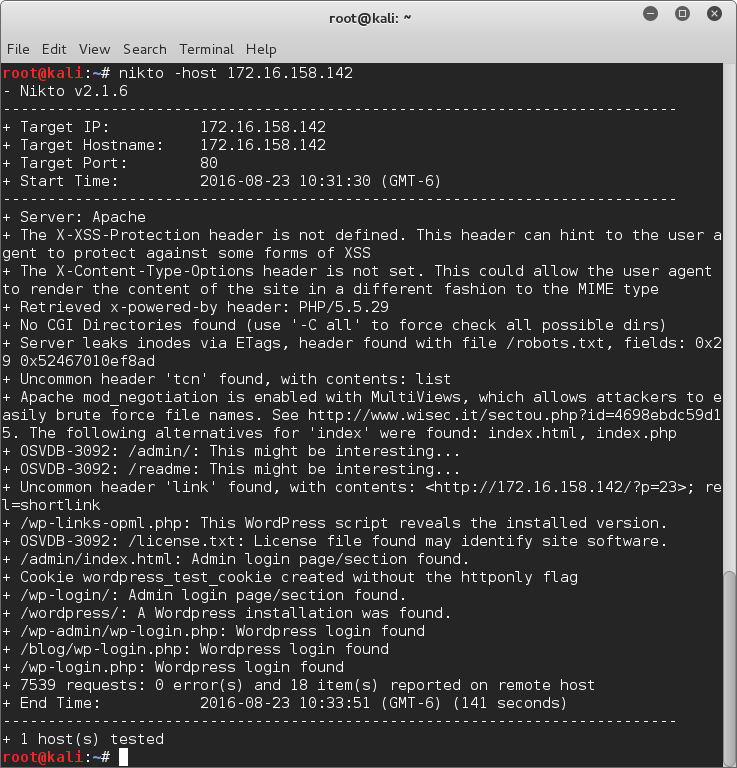 root@kali: ~
File Edit View Search Terminal Help
root@kali:~# nikto -host 172.16.158.142
- Nikto v2.1.6
---------------------------------------------------------------------------
+ Target IP:          172.16.158.142
+ Target Hostname:    172.16.158.142
+ Target Port:        80
+ Start Time:         2016-08-23 10:31:30 (GMT-6)
---------------------------------------------------------------------------
+ Server: Apache
+ The X-XSS-Protection header is not defined. This header can hint to the user a
gent to protect against some forms of XSS
+ The X-Content-Type-Options header is not set. This could allow the user agent
to render the content of the site in a different fashion to the MIME type
+ Retrieved x-powered-by header: PHP/5.5.29
+ No CGI Directories found (use '-C all' to force check all possible dirs)
+ Server leaks inodes via ETags, header found with file /robots.txt, fields: 0x2
9 0x52467010ef8ad
+ Uncommon header 'tcn' found, with contents: list
+ Apache mod_negotiation is enabled with MultiViews, which allows attackers to e
asily brute force file names. See http://www.wisec.it/sectou.php?id=4698ebdc59d1
5. The following alternatives for 'index' were found: index.html, index.php
+ OSVDB-3092: /admin/: This might be interesting...
+ OSVDB-3092: /readme: This might be interesting...
+ Uncommon header 'link' found, with contents: <http://172.16.158.142/?p=23>; re
l=shortlink
+ /wp-links-opml.php: This WordPress script reveals the installed version.
+ OSVDB-3092: /license.txt: License file found may identify site software.
+ /admin/index.html: Admin login page/section found.
+ Cookie wordpress_test_cookie created without the httponly flag
+ /wp-login/: Admin login page/section found.
+ /wordpress/: A Wordpress installation was found.
+ /wp-admin/wp-login.php: Wordpress login found
+ /blog/wp-login.php: Wordpress login found
+ /wp-login.php: Wordpress login found
+ 7539 requests: 0 error(s) and 18 item(s) reported on remote host
+ End Time:           2016-08-23 10:33:51 (GMT-6) (141 seconds)
---------------------------------------------------------------------------
+ 1 host(s) tested
root@kali:~#